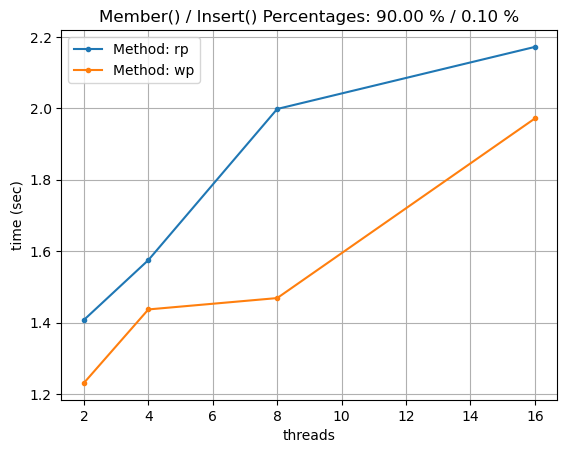 Member() / Insert() Percentages: 90.00 % / 0.10 %
Method: rp
Method: wp
time (sec)
2.2
2.0
1.8
1.6
1.4
1.2
2 4 6 8 10 12 14 16
threads